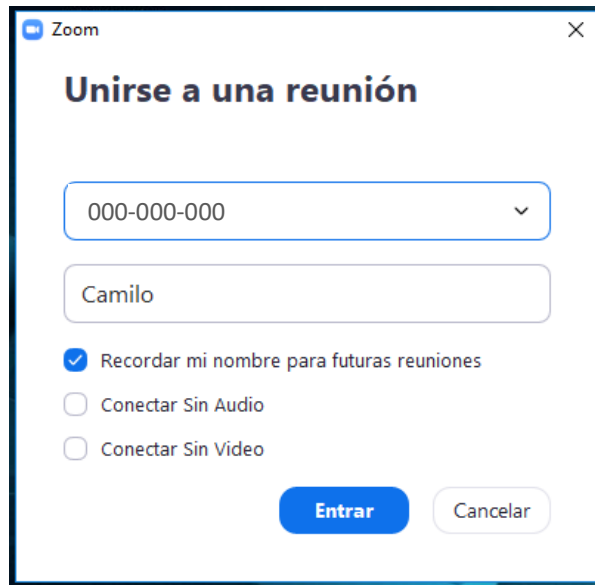 Zoom
Unirse a una reunión
000-000-000
Camilo
Recordar mi nombre para futuras reuniones
Conectar Sin Audio
Conectar Sin Video
Entrar Cancelar